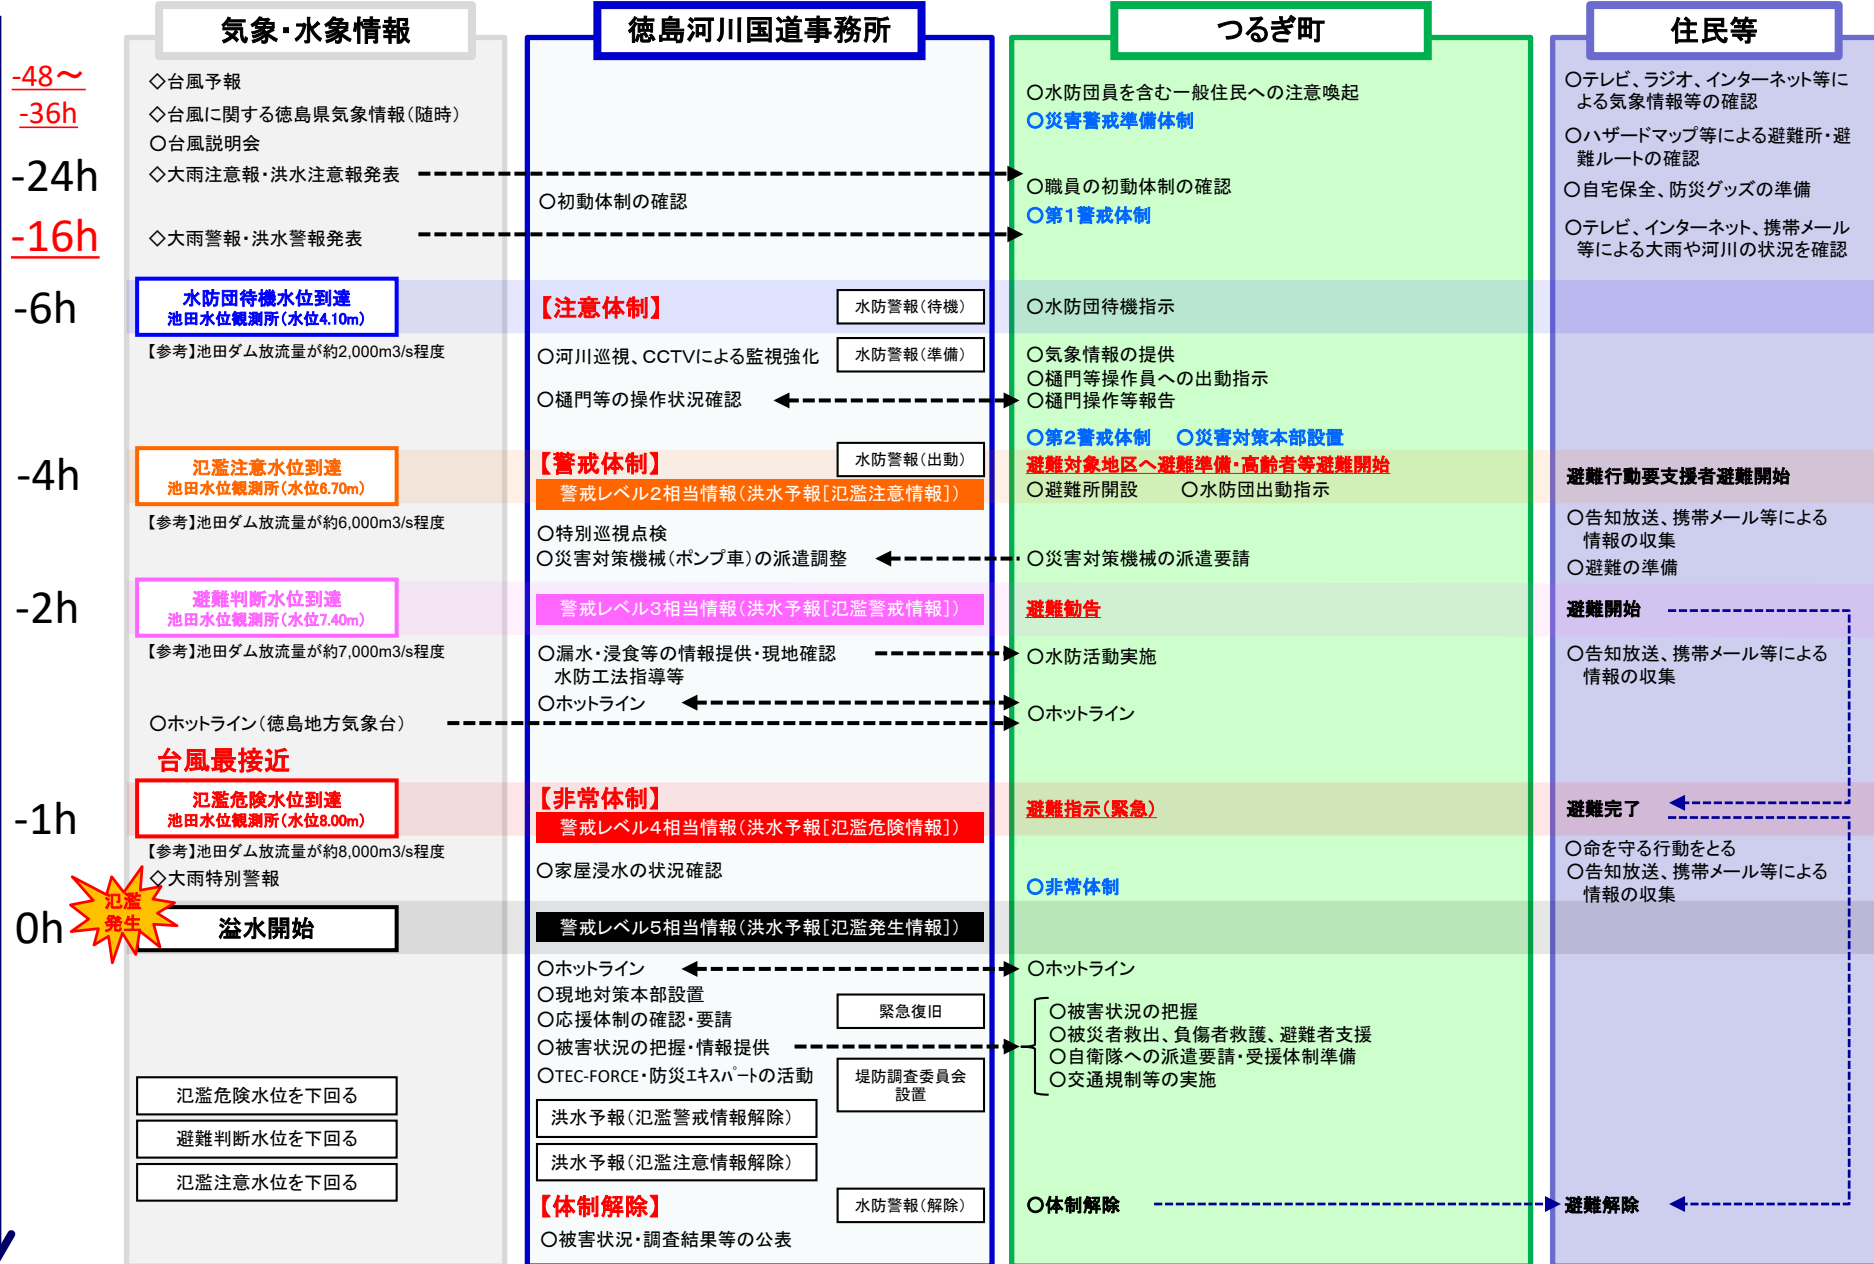 気象・水象情報
徳島河川国道事務所
つるぎ町
住民等
-48～
-36h
-24h
-16h
-6h
-4h
-2h
-1h
0h
◇台風予報
◇台風に関する徳島県気象情報（随時）
○台風説明会
◇大雨注意報・洪水注意報発表
◇大雨警報・洪水警報発表
水防団待機水位到達
池田水位観測所（水位4.10m）
【参考】池田ダム放流量が約2,000m3/s程度
氾濫注意水位到達
池田水位観測所（水位6.70m）
【参考】池田ダム放流量が約6,000m3/s程度
避難判断水位到達
池田水位観測所（水位7.40m）
【参考】池田ダム放流量が約7,000m3/s程度
○ホットライン（徳島地方気象台）
台風最接近
氾濫危険水位到達
池田水位観測所（水位8.00m）
【参考】池田ダム放流量が約8,000m3/s程度
◇大雨特別警報
氾濫
発生
溢水開始
氾濫危険水位を下回る
避難判断水位を下回る
氾濫注意水位を下回る
○初動体制の確認
【注意体制】
水防警報（待機）
○河川巡視、CCTVによる監視強化
水防警報（準備）
○樋門等の操作状況確認
【警戒体制】
水防警報（出動）
警戒レベル2相当情報（洪水予報［氾濫注意情報］）
○特別巡視点検
○災害対策機械（ポンプ車）の派遣調整
警戒レベル3相当情報（洪水予報［氾濫警戒情報］）
○漏水・浸食等の情報提供・現地確認
水防工法指導等
○ホットライン
【非常体制】
警戒レベル4相当情報（洪水予報［氾濫危険情報］）
○家屋浸水の状況確認
警戒レベル5相当情報（洪水予報［氾濫発生情報］）
○ホットライン
○現地対策本部設置
○応援体制の確認・要請
緊急復旧
○被害状況の把握・情報提供
○TEC-FORCE・防災ｴｷｽﾊﾟｰﾄの活動
堤防調査委員会
設置
洪水予報（氾濫警戒情報解除）
洪水予報（氾濫注意情報解除）
【体制解除】
水防警報（解除）
○被害状況・調査結果等の公表
○水防団員を含む一般住民への注意喚起
○災害警戒準備体制
○職員の初動体制の確認
○第1警戒体制
○水防団待機指示
○気象情報の提供
○樋門等操作員への出動指示
○樋門操作等報告
○第2警戒体制　○災害対策本部設置
避難対象地区へ避難準備・高齢者等避難開始
○避難所開設　○水防団出動指示
○災害対策機械の派遣要請
避難勧告
○水防活動実施
○ホットライン
避難指示（緊急）
○非常体制
○ホットライン
○被害状況の把握
○被災者救出、負傷者救護、避難者支援
○自衛隊への派遣要請・受援体制準備
○交通規制等の実施
○体制解除
○テレビ、ラジオ、インターネット等に
よる気象情報等の確認
○ハザードマップ等による避難所・避
難ルートの確認
○自宅保全、防災グッズの準備
○テレビ、インターネット、携帯メール
等による大雨や河川の状況を確認
避難行動要支援者避難開始
○告知放送、携帯メール等による
情報の収集
○避難の準備
避難開始
○告知放送、携帯メール等による
情報の収集
避難完了
○命を守る行動をとる
○告知放送、携帯メール等による
情報の収集
避難解除